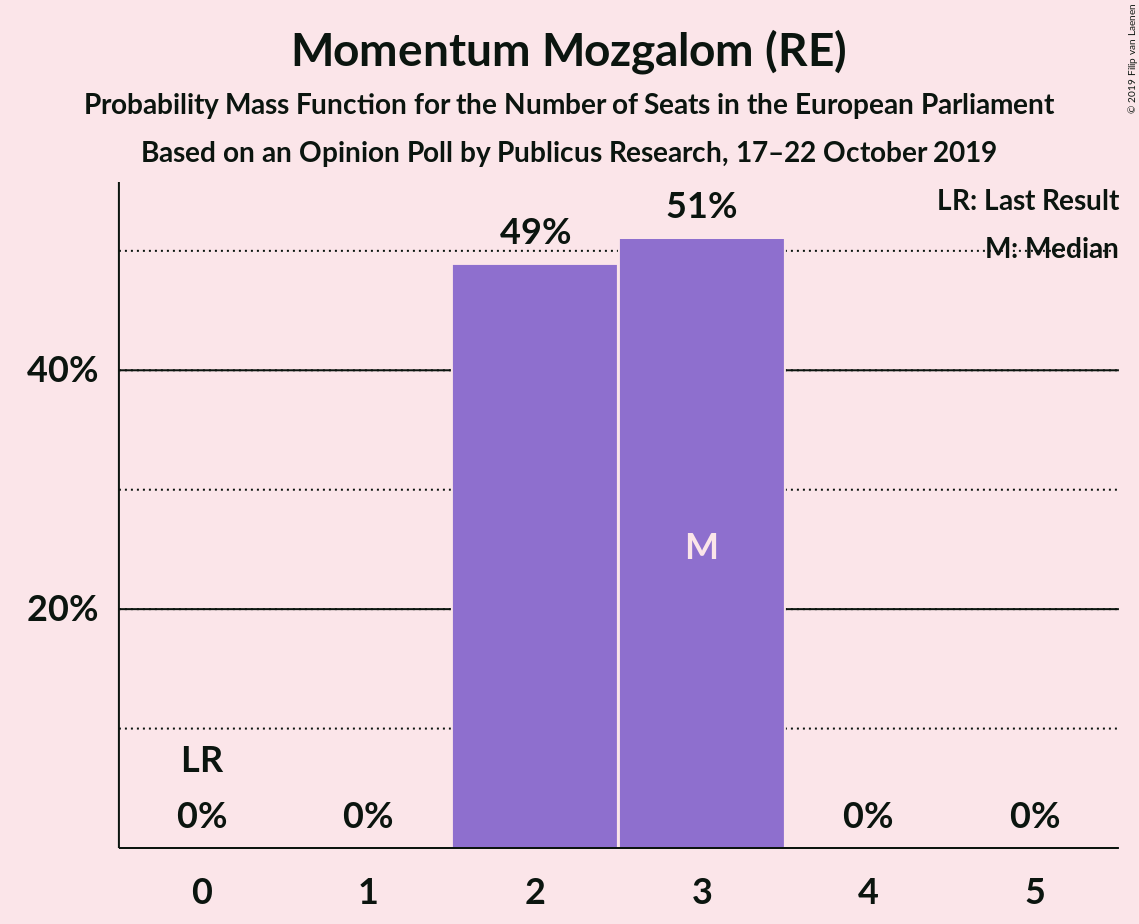 Momentum Mozgalom (RE)
Probability Mass Function for the Number of Seats in the European Parliament
Based on an Opinion Poll by Publicus Research, 17–22 October 2019
© 2019 Filip van Laenen
LR: Last Result
M: Median
51%
49%
40%
20%
M
LR
0%
0%
0%
0%
0
1
2
3
4
5